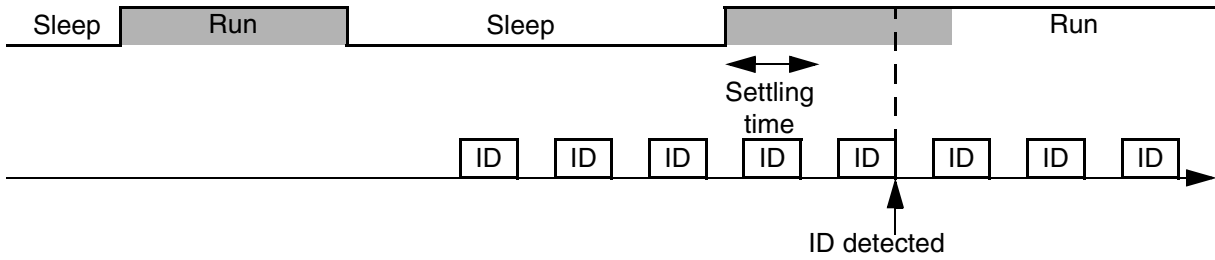 Sleep Run Sleep Run
Settling
time
ID ID ID ID ID ID ID ID
ID detected